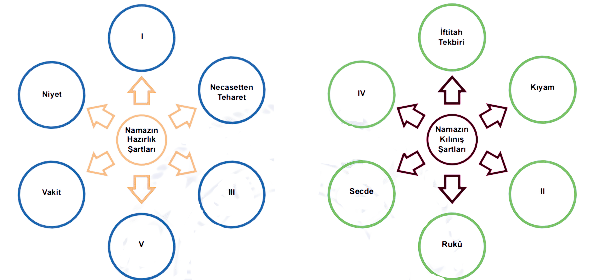 I
Necasetten
Teharet
III
V
Vakit
Niyet
Namazın
Hazırlık
Şartları
İftitah
Tekbiri
Kıyam
II
Rukû
Secde
IV
Namazın
Kılınış
Şartları